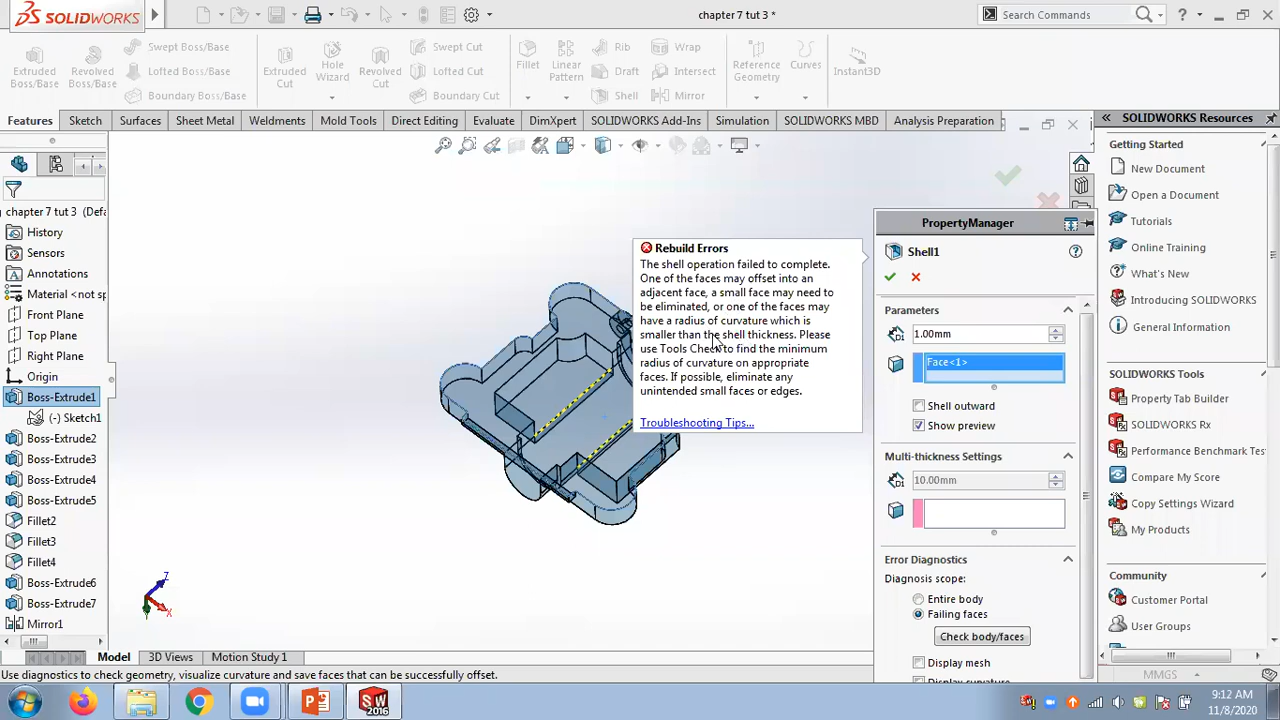 SOLIDWORKS
chapter 7 tut 3 *
Search Commands
Extruded Boss/Base
Revolved Boss/Base
Swept Boss/Base
Lofted Boss/Base
Boundary Boss/Base
Extruded Cut
Hole Wizard
Revolved Cut
Swept Cut
Lofted Cut
Boundary Cut
Fillet
Linear Pattern
Rib
Draft
Shell
Wrap
Intersect
Mirror
Reference Geometry
Curves
Instant3D
Features
Sketch
Surfaces
Sheet Metal
Weldments
Mold Tools
Direct Editing
Evaluate
DimXpert
SOLIDWORKS Add-Ins
Simulation
SOLIDWORKS MBD
Analysis Preparation
chapter 7 tut 3 (Defa
History
Sensors
Annotations
Material <not sp
Front Plane
Top Plane
Right Plane
Origin
Boss-Extrude1
(-) Sketch1
Boss-Extrude2
Boss-Extrude3
Boss-Extrude4
Boss-Extrude5
Fillet2
Fillet3
Fillet4
Boss-Extrude6
Boss-Extrude7
Mirror1
Z
X
Rebuild Errors
The shell operation failed to complete.
One of the faces may offset into an
adjacent face, a small face may need to
be eliminated, or one of the faces may
have a radius of curvature which is
smaller than the shell thickness. Please
use Tools Check to find the minimum
radius of curvature on appropriate
faces. If possible, eliminate any
unintended small faces or edges.
Troubleshooting Tips...
PropertyManager
Shell1
Parameters
1.00mm
Face<1>
Shell outward
Show preview
Multi-thickness Settings
10.00mm
Error Diagnostics
Diagnosis scope:
Entire body
Failing faces
Check body/faces
Display mesh
SOLIDWORKS Resources
Getting Started
New Document
Open a Document
Tutorials
Online Training
What's New
Introducing SOLIDWORKS
General Information
SOLIDWORKS Tools
Property Tab Builder
SOLIDWORKS Rx
Performance Benchmark Tes
Compare My Score
Copy Settings Wizard
My Products
Community
Customer Portal
User Groups
Model
3D Views
Motion Study 1
Use diagnostics to check geometry, visualize curvature and save faces that can be successfully offset.
MMGS
SW 2016
9:12 AM
11/8/2020